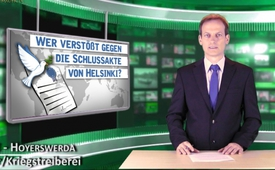 WER VERSTÖßT GEGEN
DIE SCHLUSSAKTE
VON HELSINKI?
- HOYERSWERDA
/Kriegstreiberei